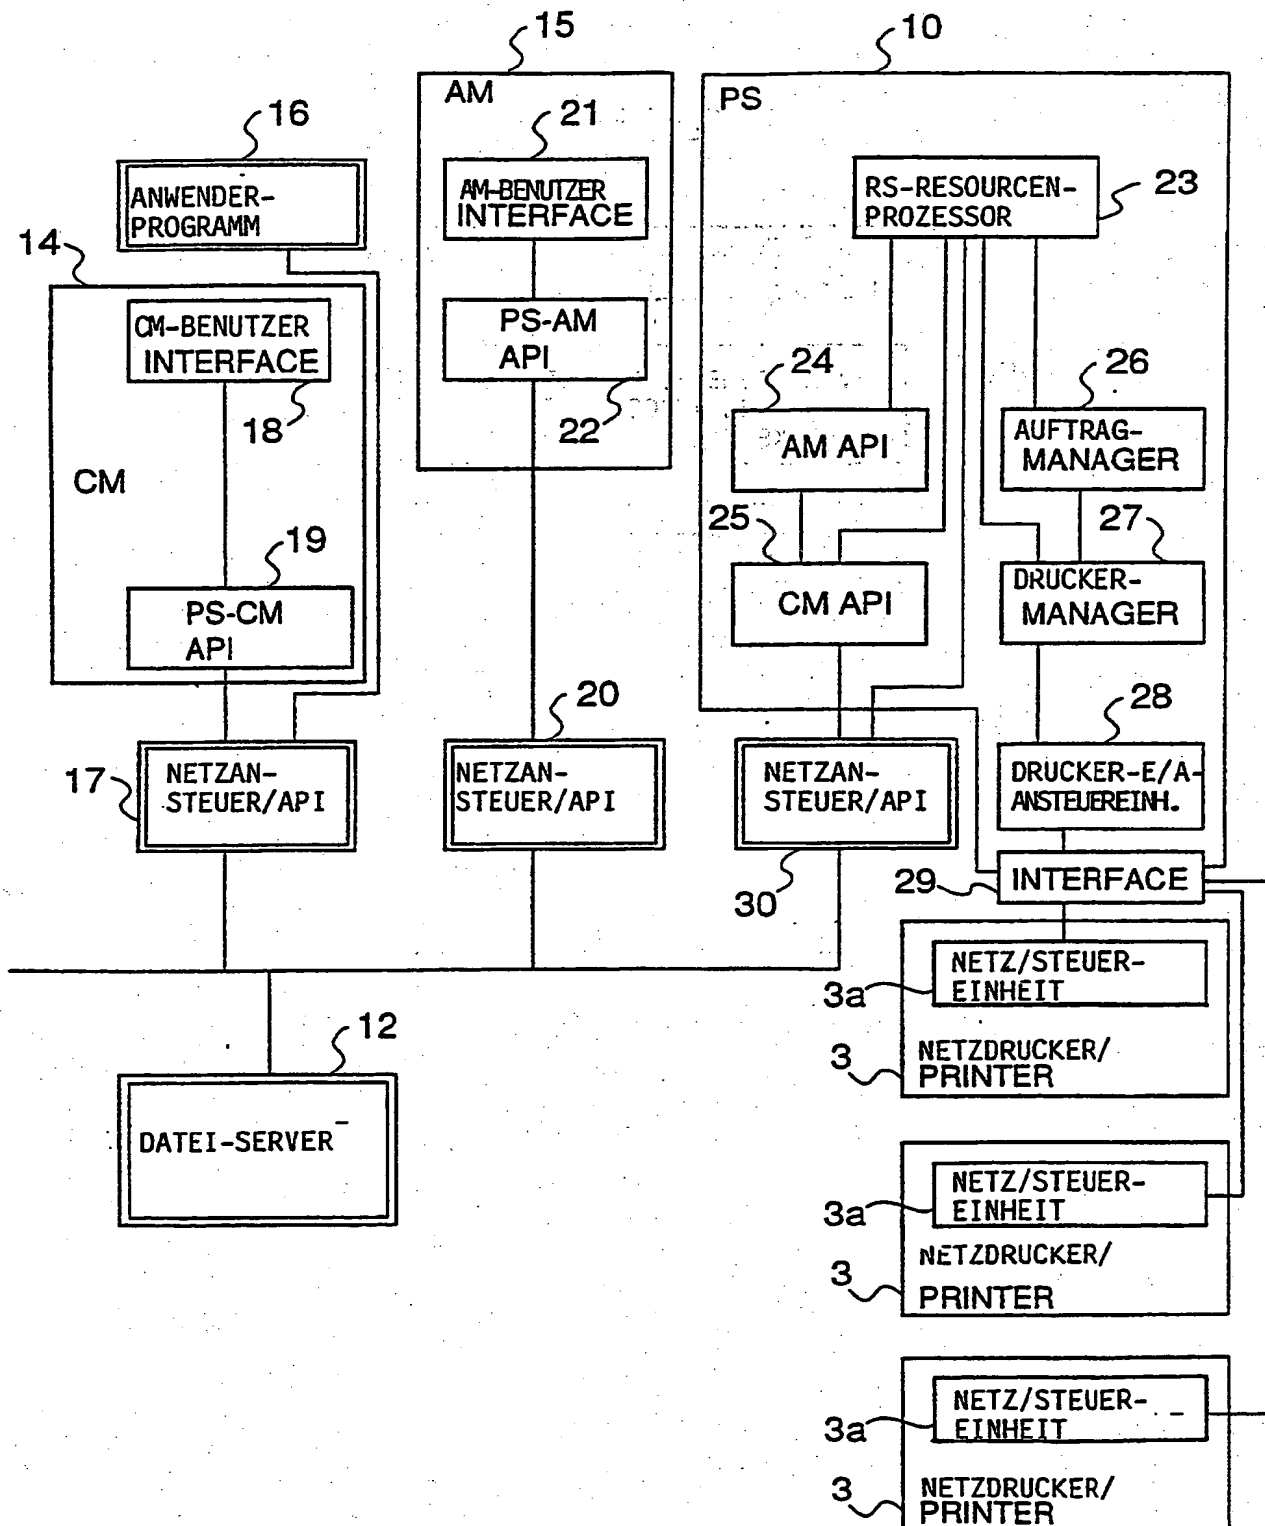 15
10
AM
PS
16
21
ANWENDER-
PROGRAMM
AM-BENUTZER
INTERFACE
RS-RESOURCEN-
PROZESSOR
23
14
CM-BENUTZER
INTERFACE
18
PS-AM
API
22
24
26
AM API
AUFTRAG-
MANAGER
CM
19
25
27
PS-CM
API
CM API
DRUCKER-
MANAGER
20
28
17
NETZAN-
STEUER/API
NETZAN-
STEUER/API
NETZAN-
STEUER/API
30
DRUCKER-E/A-
ANSTEUEREINH.
29
INTERFACE
3a
NETZ/STEUER-
EINHEIT
3
NETZDRUCKER/
PRINTER
12
DATEI-SERVER
3a
NETZ/STEUER-
EINHEIT
3
NETZDRUCKER/
PRINTER
3a
NETZ/STEUER-
EINHEIT
3
NETZDRUCKER/
PRINTER